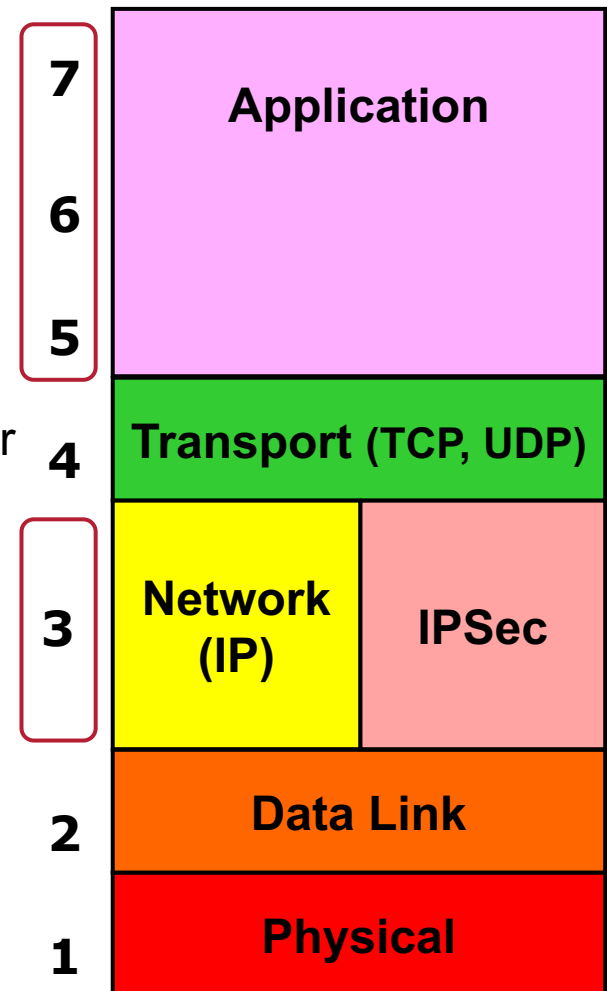 7
Application
6
5
r
4
Transport (TCP, UDP)
3
Network
(IP)
IPSec
2
Data Link
1
Physical